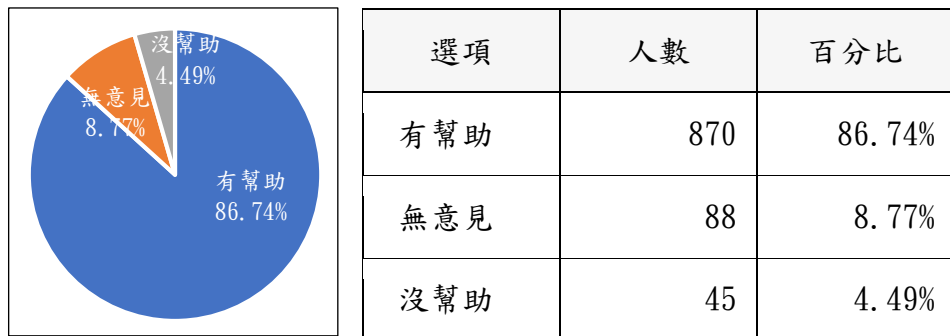 沒幫助
4.49%
無意見
8.77%
有幫助
86.74%
選項 人數 百分比
有幫助 870 86.74%
無意見 88 8.77%
沒幫助 45 4.49%